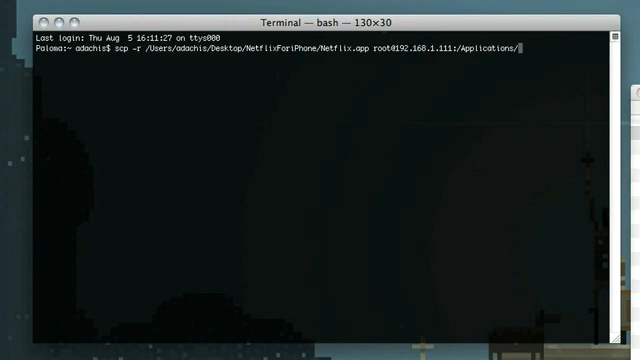 Terminal — bash — 130×30
Last login: Thu Aug  5 16:11:27 on ttys000
Paloma:~ adachis$ scp -r /Users/adachis/Desktop/NetflixForiPhone/Netflix.app root@192.168.1.111:/Applications/